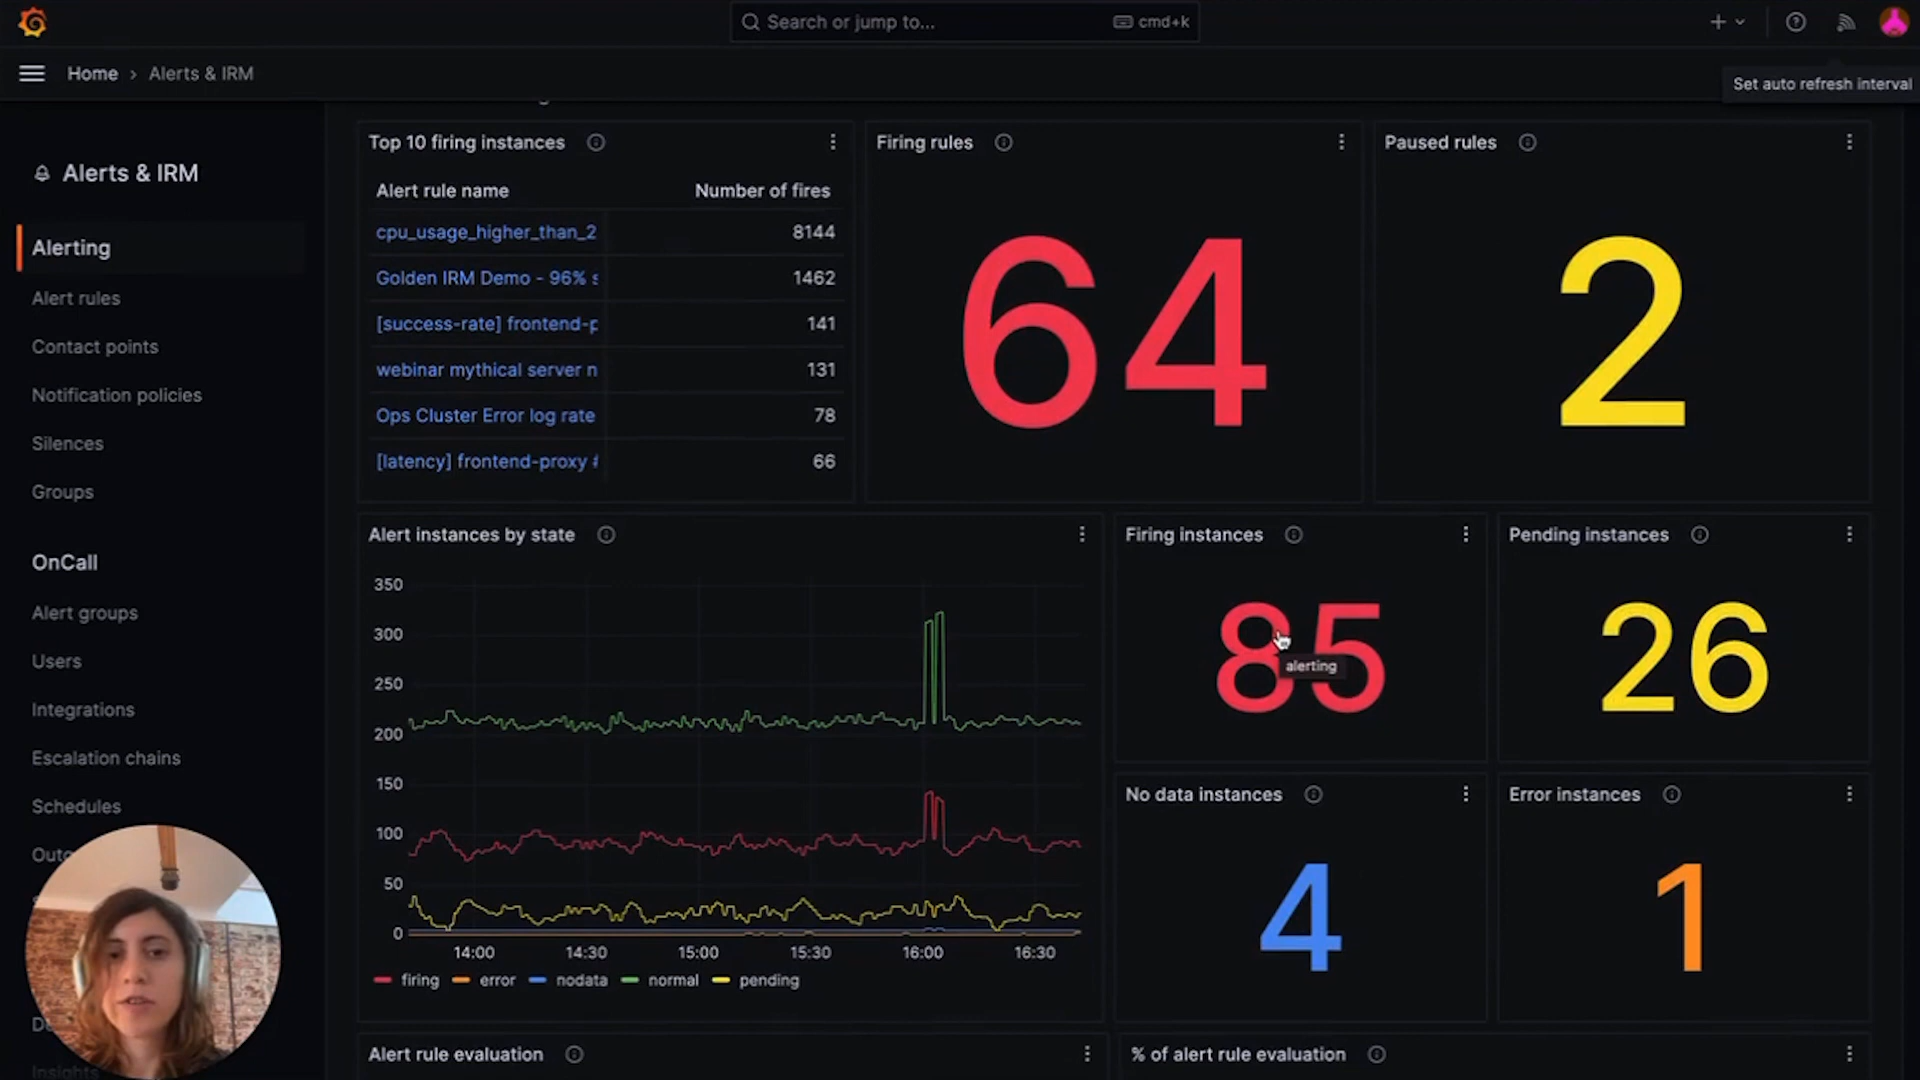 Search or jump to...
cmd+k
Home › Alerts & IRM
Set auto refresh interval
Alerts & IRM
Alerting
Alert rules
Contact points
Notification policies
Silences
Groups
OnCall
Alert groups
Users
Integrations
Escalation chains
Schedules
Insights
Top 10 firing instances
Alert rule name Number of fires
cpu_usage_higher_than_2 8144
Golden IRM Demo - 96% s 1462
[success-rate] frontend-p 141
webinar mythical server n 131
Ops Cluster Error log rate 78
[latency] frontend-proxy # 66
Firing rules
64
Paused rules
2
Alert instances by state
350
300
250
200
150
100
50
0
14:00 14:30 15:00 15:30 16:00 16:30
firing error nodata normal pending
Firing instances
85
alerting
Pending instances
26
No data instances
4
Error instances
1
Alert rule evaluation
% of alert rule evaluation